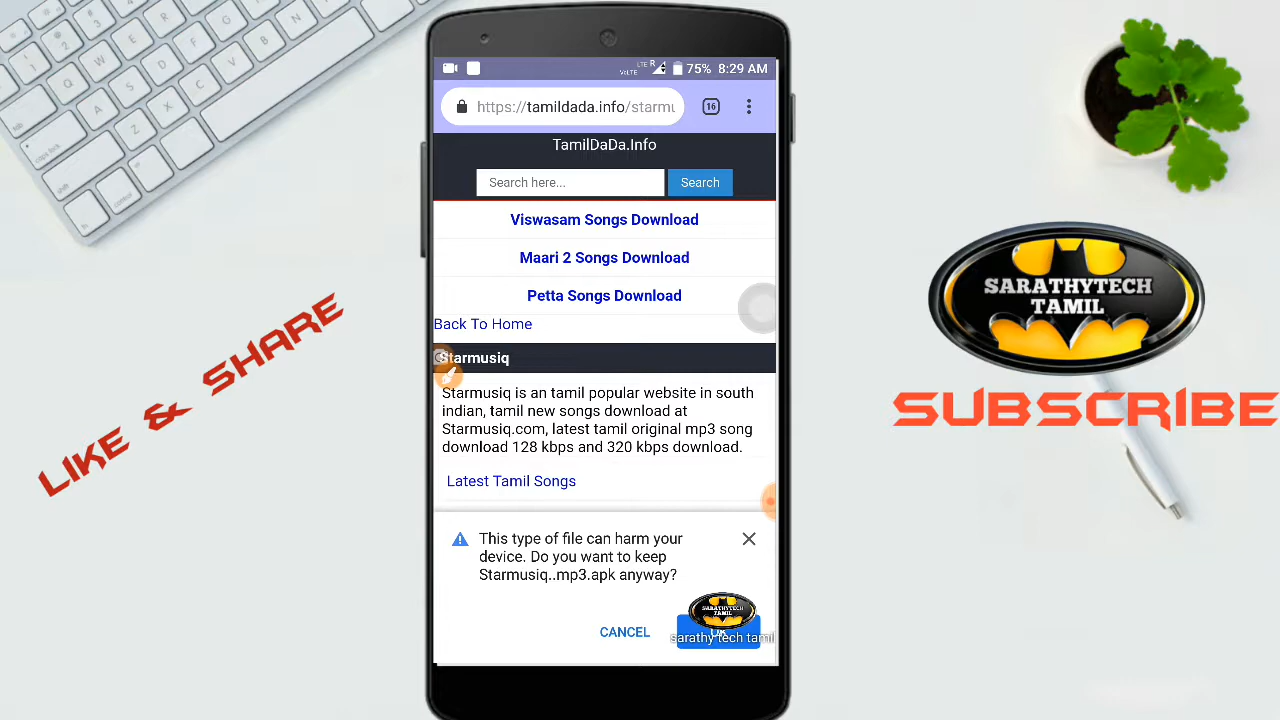 75% 8:29 AM
https://tamildada.info/starmu
16
TamilDaDa.Info
Search here...
Search
Viswasam Songs Download
Maari 2 Songs Download
Petta Songs Download
Back To Home
Starmusiq
Starmusiq is an tamil popular website in south
indian, tamil new songs download at
Starmusiq.com, latest tamil original mp3 song
download 128 kbps and 320 kbps download.
Latest Tamil Songs
This type of file can harm your
device. Do you want to keep
Starmusiq..mp3.apk anyway?
CANCEL
SARATHYTECH
TAMIL
sarathy tech tamil
LIKE & SHARE
SARATHYTECH
TAMIL
SUBSCRIBE